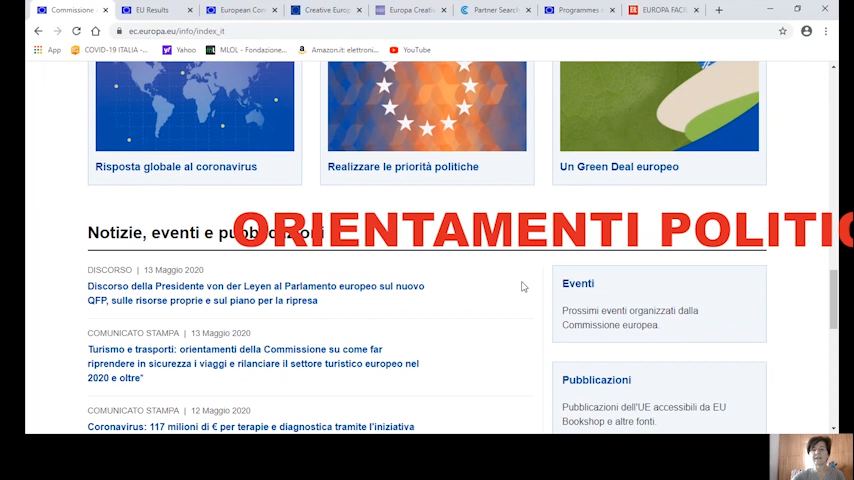 Commissione
EU Results
European Com
Creative Europ
Europa Creativ
Partner Search
Programmes a
EUROPA FACIL
ec.europa.eu/info/index_it
App
COVID-19 ITALIA -...
Yahoo
MLOL - Fondazione...
Amazon.it: elettroni...
YouTube
Risposta globale al coronavirus
Realizzare le priorità politiche
Un Green Deal europeo
Notizie, eventi e pubblicazioni
ORIENTAMENTI POLITIC
DISCORSO | 13 Maggio 2020
Discorso della Presidente von der Leyen al Parlamento europeo sul nuovo
QFP, sulle risorse proprie e sul piano per la ripresa
COMUNICATO STAMPA | 13 Maggio 2020
Turismo e trasporti: orientamenti della Commissione su come far
riprendere in sicurezza i viaggi e rilanciare il settore turistico europeo nel
2020 e oltre"
COMUNICATO STAMPA | 12 Maggio 2020
Coronavirus: 117 milioni di € per terapie e diagnostica tramite l'iniziativa
Eventi
Prossimi eventi organizzati dalla
Commissione europea.
Pubblicazioni
Pubblicazioni dell'UE accessibili da EU
Bookshop e altre fonti.